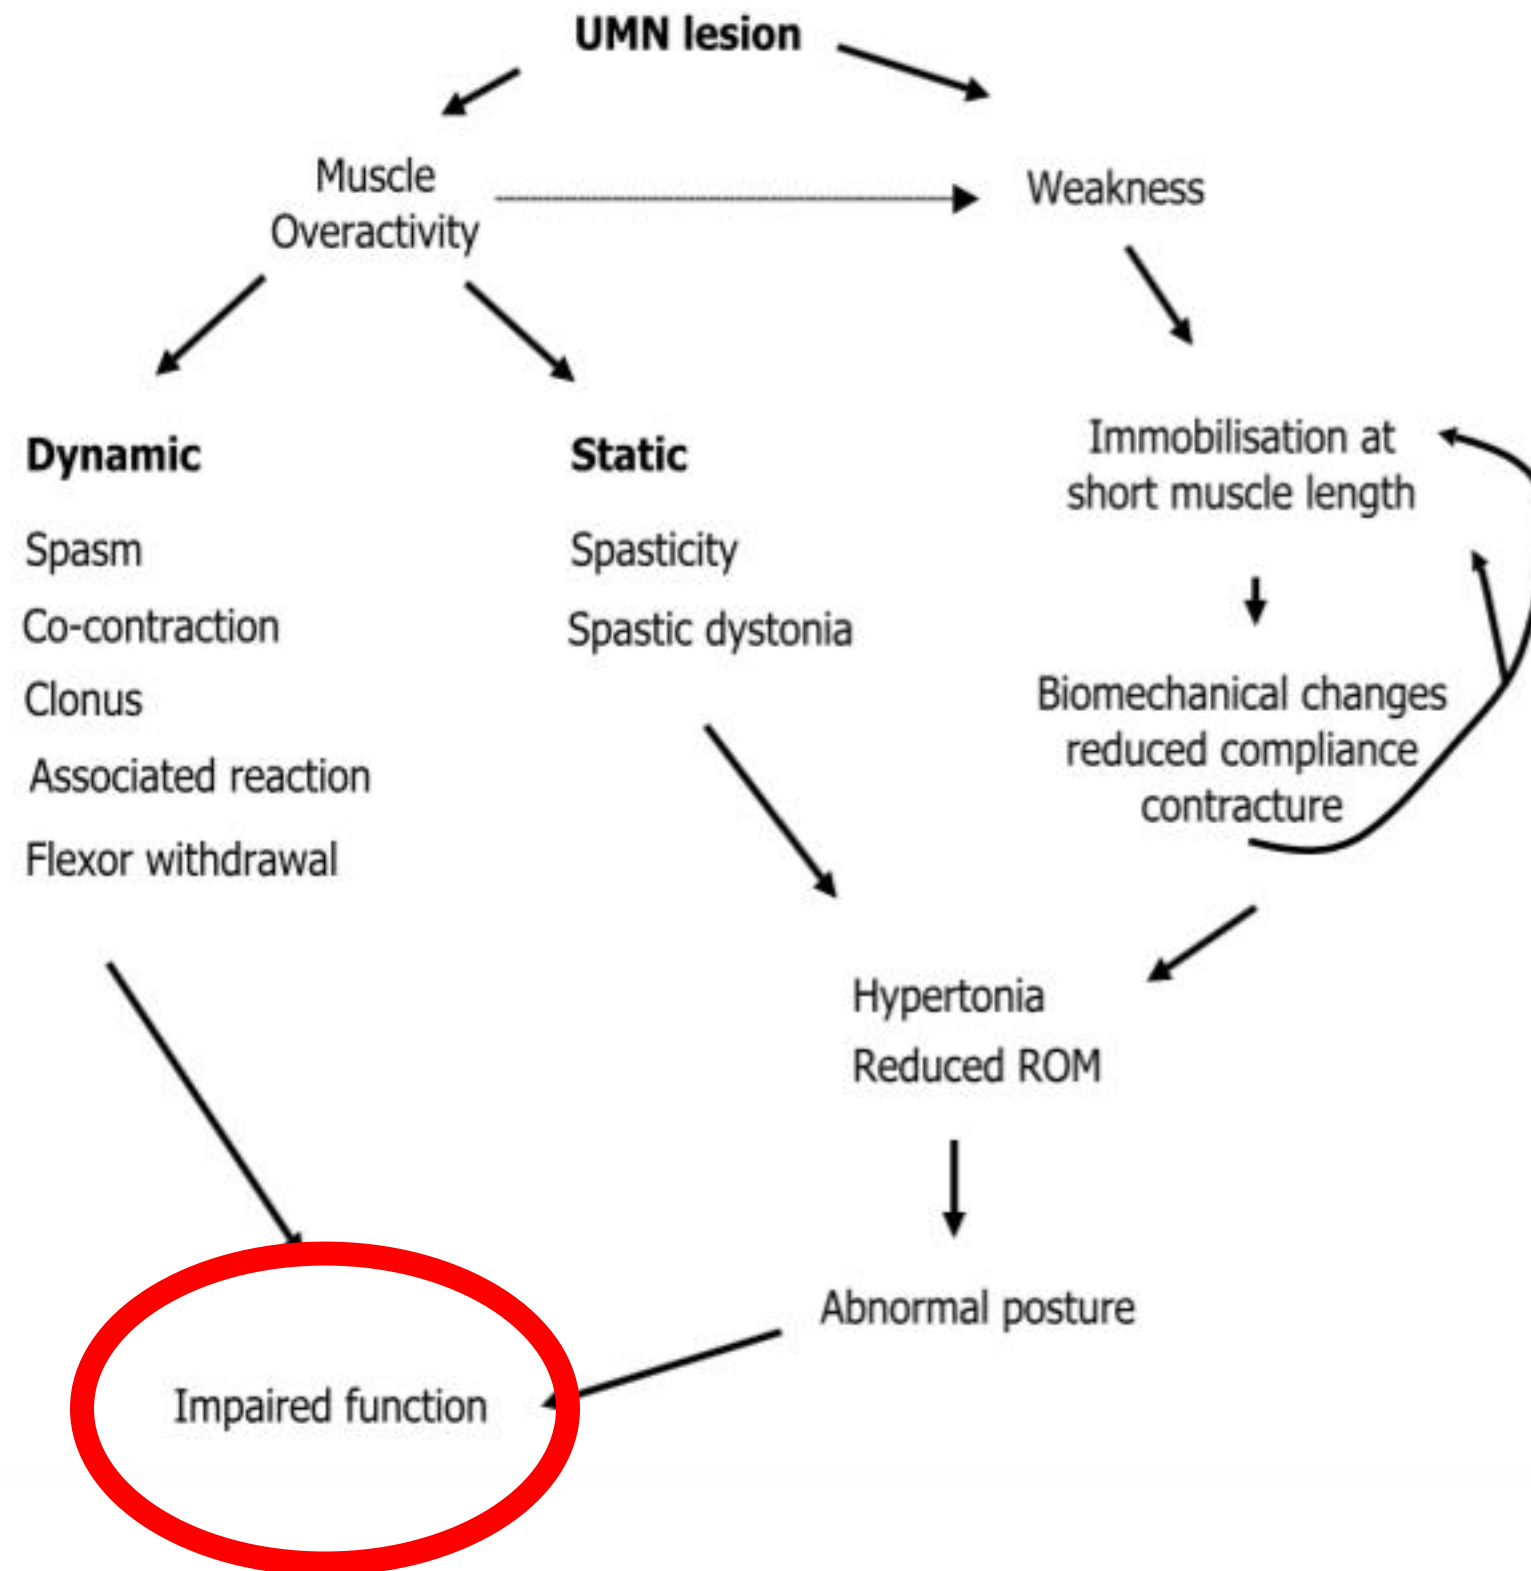 UMN lesion
Muscle
Overactivity
Weakness
Dynamic
Spasm
Co-contraction
Clonus
Associated reaction
Flexor withdrawal
Static
Spasticity
Spastic dystonia
Immobilisation at
short muscle length
Biomechanical changes
reduced compliance
contracture
Hypertonia
Reduced ROM
Abnormal posture
Impaired function